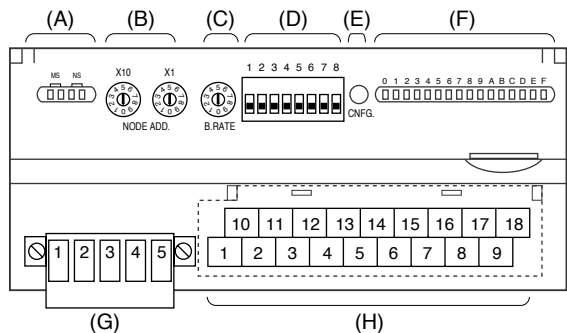 (A) (B) (C) (D) (E) (F)
MS NS
X10 X1
1 2 3 4 5 6 7 8
0 1 2 3 4 5 6 7 8 9 A B C D E F
NODE ADD.
B.RATE
CNFG.
10 11 12 13 14 15 16 17 18
1 2 3 4 5
1 2 3 4 5 6 7 8 9
(G) (H)